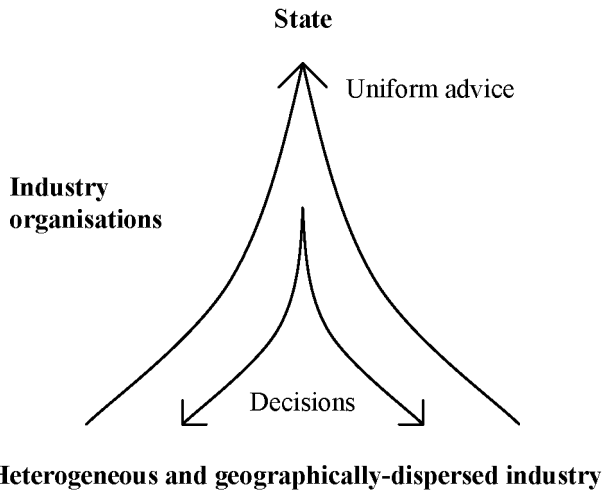 State
Uniform advice
Industry
organisations
Decisions
Heterogeneous and geographically-dispersed industry